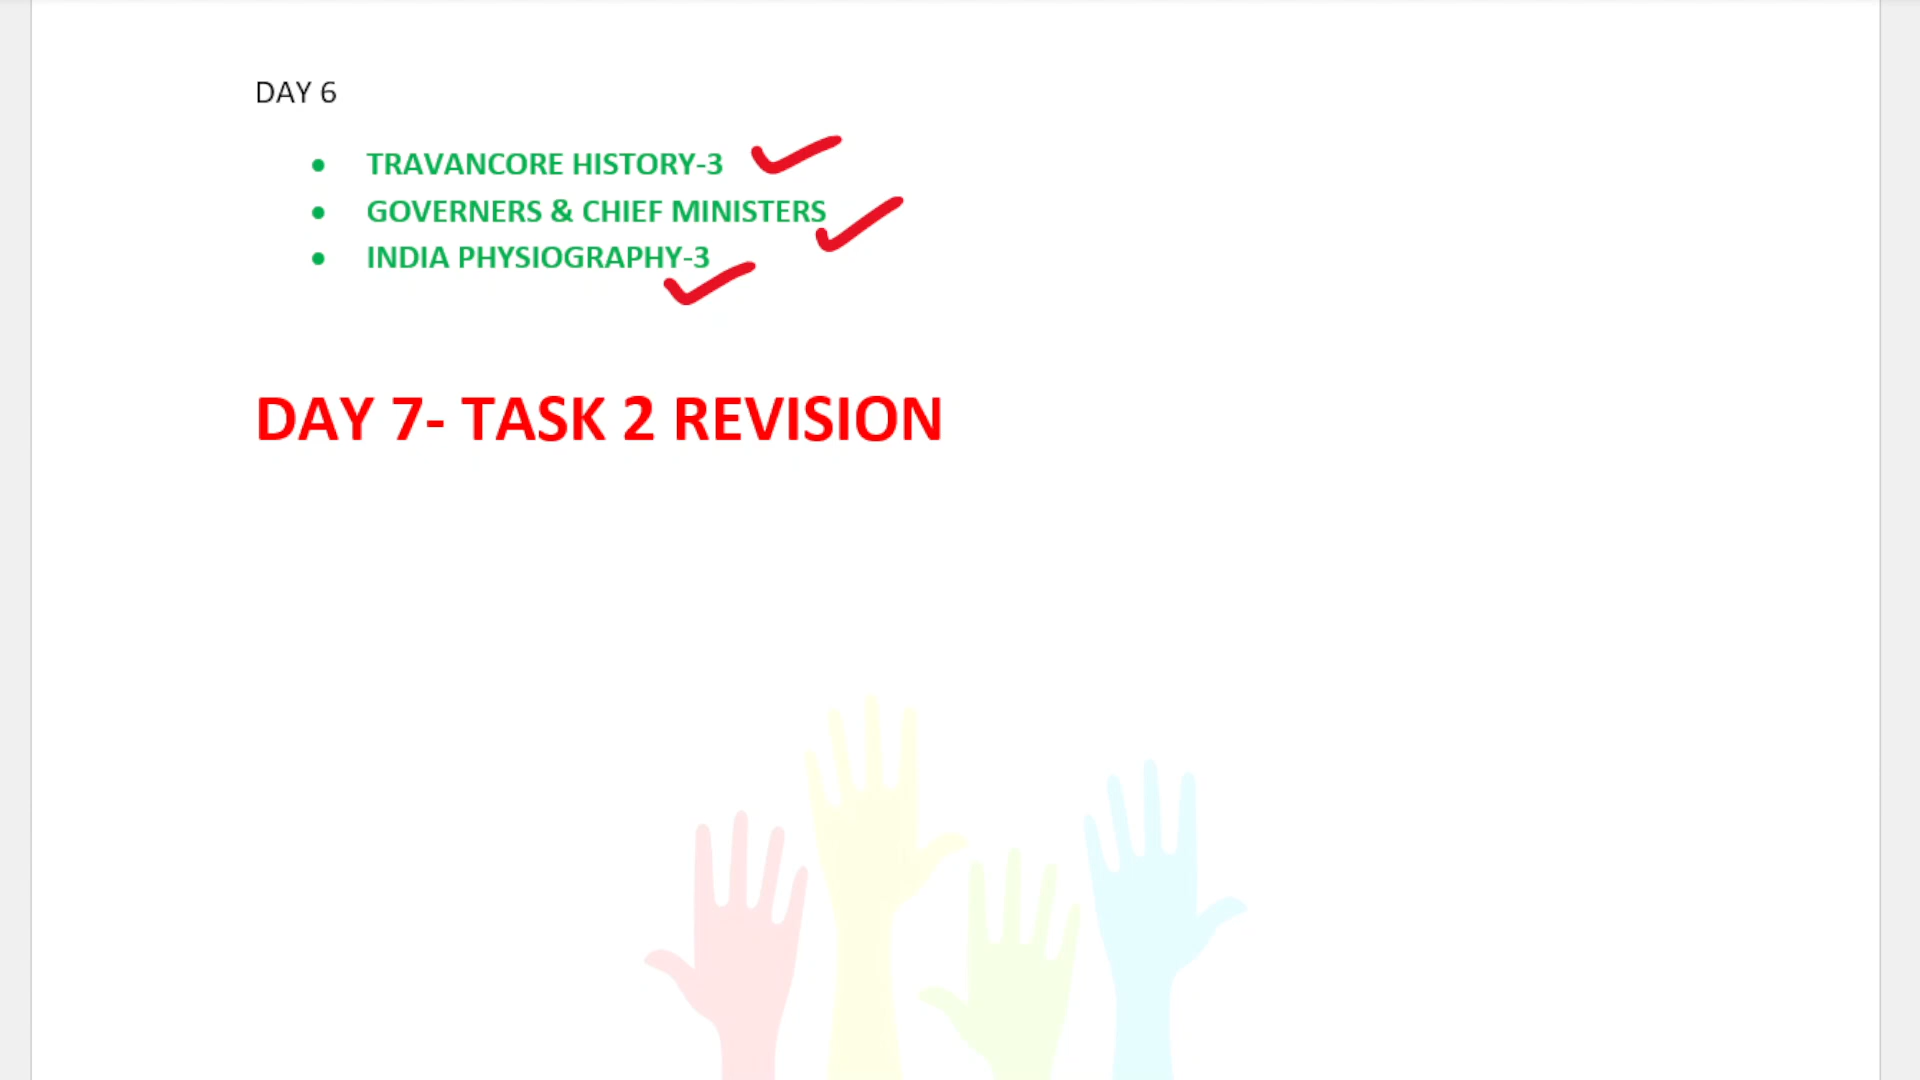 DAY 6
• TRAVANCORE HISTORY-3
• GOVERNERS & CHIEF MINISTERS
• INDIA PHYSIOGRAPHY-3
DAY 7- TASK 2 REVISION